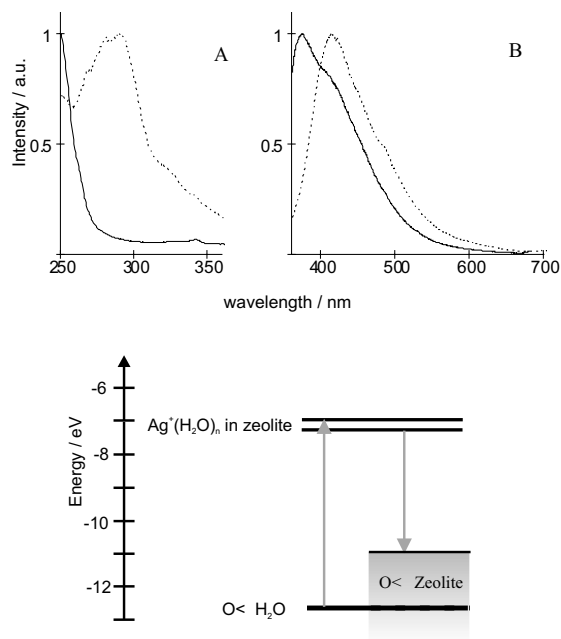 A
B
1
0.5
250
300
350
1
0.5
400
500
600
700
Intensity / a.u.
wavelength / nm
Energy / eV
-6
-8
-10
-12
Ag⁺(H₂O)ₙ in zeolite
O< Zeolite
O< H₂O